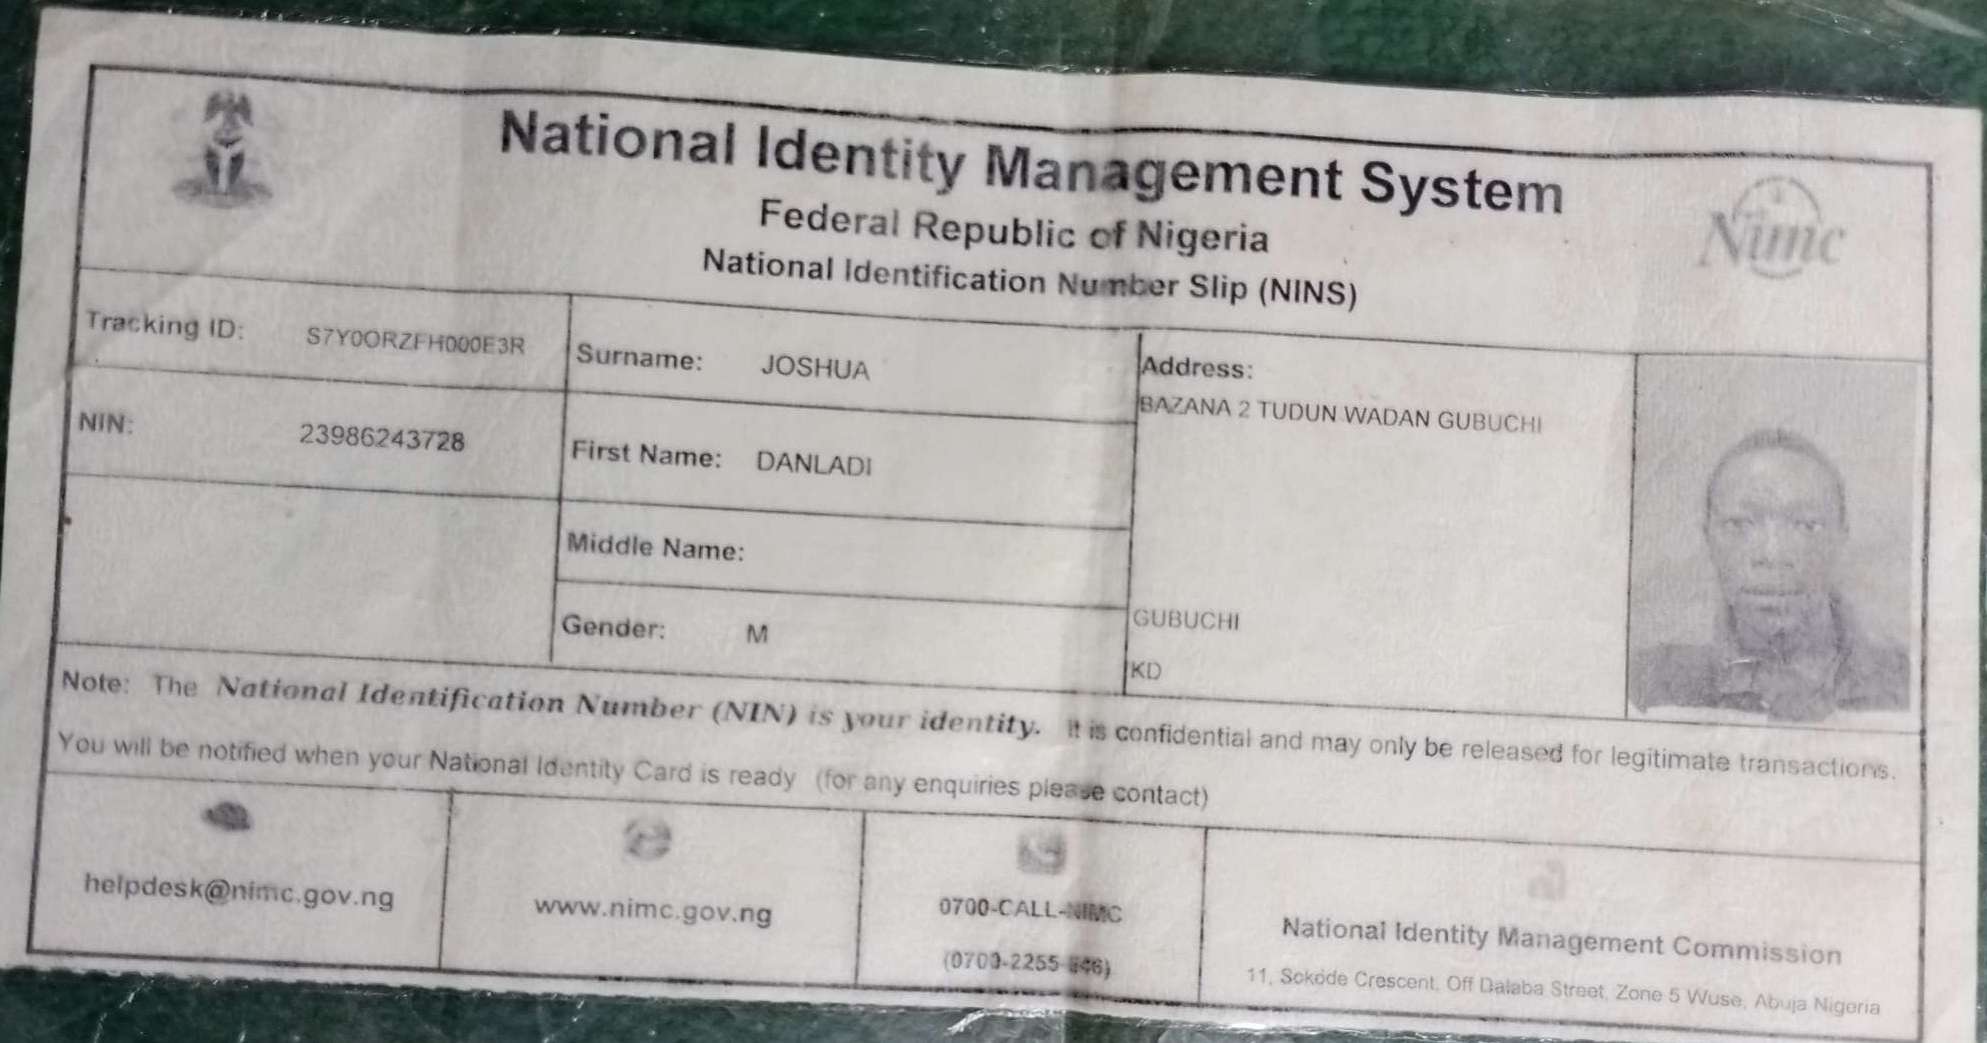 National Identity Management System
Federal Republic of Nigeria
National Identification Number Slip (NINS)
Nimc
Tracking ID: S7Y0ORZFH000E3R
Surname: JOSHUA
Address:
BAZANA 2 TUDUN WADAN GUBUCHI
NIN: 23986243728
First Name: DANLADI
Middle Name:
Gender: M
GUBUCHI
KD
Note: The National Identification Number (NIN) is your identity. It is confidential and may only be released for legitimate transactions.
You will be notified when your National Identity Card is ready (for any enquiries please contact)
helpdesk@nimc.gov.ng
www.nimc.gov.ng
0700-CALL-NIMC
(0700-2255
National Identity Management Commission
11, Sokode Crescent, Off Dalaba Street, Zone 5 Wuse, Abuja Nigeria